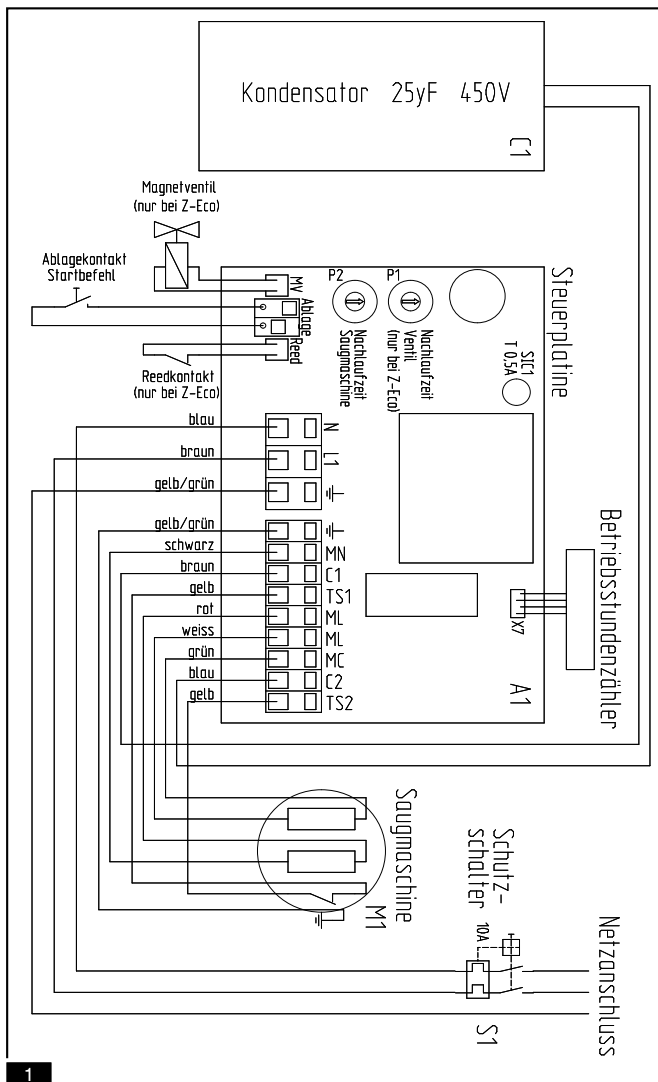 Kondensator 25yF 450V
C1
Magnetventil
(nur bei Z-Eco)
Ablagekontakt
Startbefehl
Reedkontakt
(nur bei Z-Eco)
MV
Ablage
Reed
P2
P1
Nachlaufzeit
Saugmaschine
Nachlaufzeit
Ventil
(nur bei Z-Eco)
Steuerplatine
SIC1
T 0,5A
blau
N
braun
L1
gelb/grün
gelb/grün
schwarz
MN
braun
C1
gelb
TS1
rot
ML
weiss
ML
grün
MC
blau
C2
gelb
TS2
X7
A1
Betriebsstundenzähler
Saugmaschine
M1
Schutz-
schalter
10A
S1
Netzanschluss
1